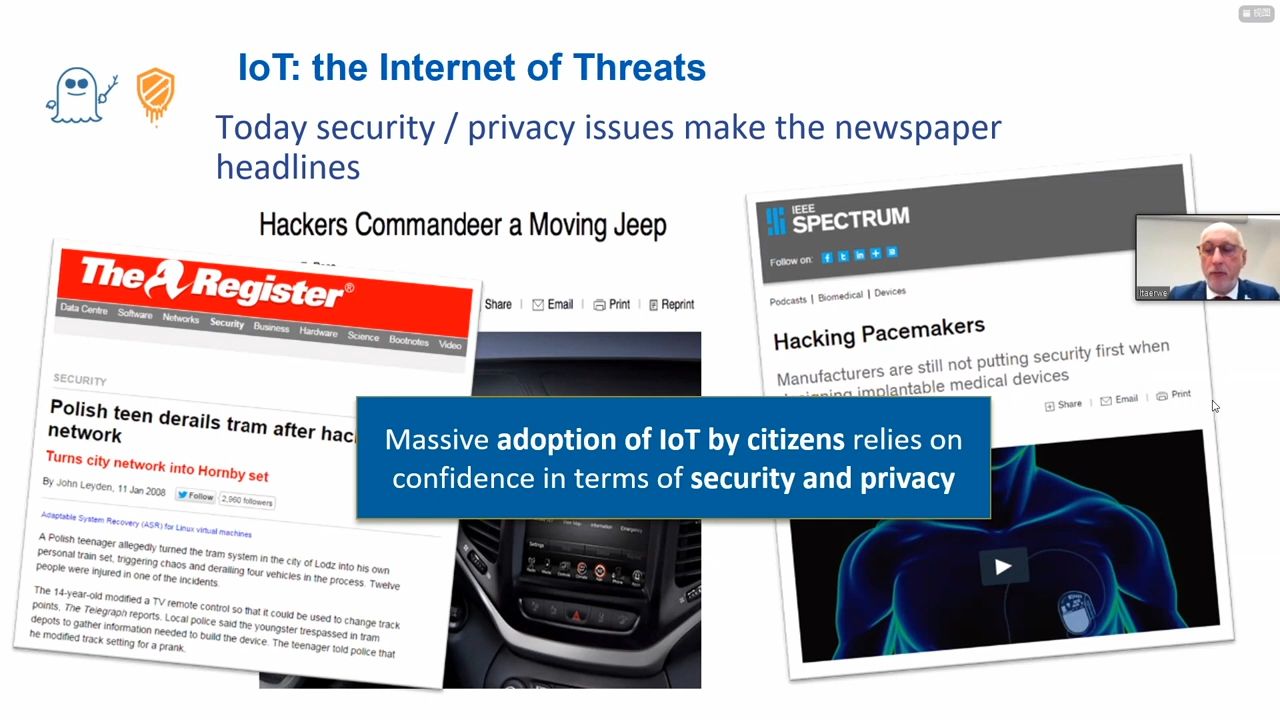 视图
IoT: the Internet of Threats
Today security / privacy issues make the newspaper
headlines
Hackers Commandeer a Moving Jeep
Share Email Print Reprint
The Register®
Data Centre Software Networks Security Business Hardware Science Bootnotes Video
SECURITY
Polish teen derails tram after hac
network
Turns city network into Hornby set
By John Leyden, 11 Jan 2008 Follow 2,960 followers
Adaptable System Recovery (ASR) for Linux virtual machines
A Polish teenager allegedly turned the tram system in the city of Lodz into his own
personal train set, triggering chaos and derailing four vehicles in the process. Twelve
people were injured in one of the incidents.
The 14-year-old modified a TV remote control so that it could be used to change track
points, The Telegraph reports. Local police said the youngster trespassed in tram
depots to gather information needed to build the device. The teenager told police that
he modified track setting for a prank.
IEEE
SPECTRUM
Follow on:
Podcasts | Biomedical | Devices
Hacking Pacemakers
Manufacturers are still not putting security first when
designing implantable medical devices
Share | Email | Print
Massive adoption of IoT by citizens relies on
confidence in terms of security and privacy
Settings
ltaerwe